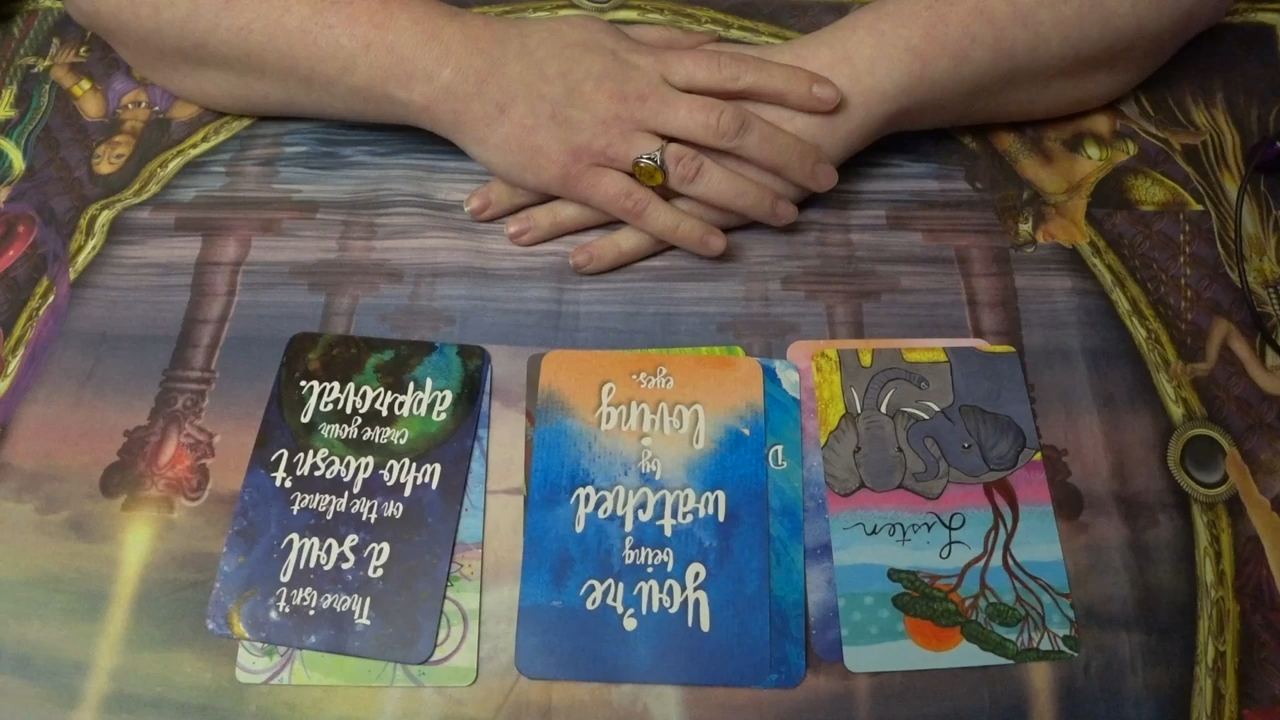 There isn't
a soul
on the planet
who doesn't
crave your
approval.
you're
being
watched
by
loving
eyes.
Listen